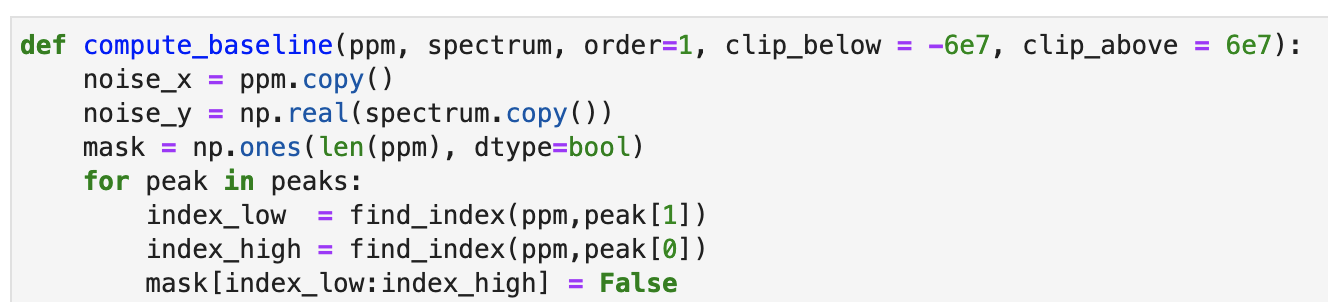 def compute_baseline(ppm, spectrum, order=1, clip_below = -6e7, clip_above = 6e7):
    noise_x = ppm.copy()
    noise_y = np.real(spectrum.copy())
    mask = np.ones(len(ppm), dtype=bool)
    for peak in peaks:
        index_low  = find_index(ppm,peak[1])
        index_high = find_index(ppm,peak[0])
        mask[index_low:index_high] = False